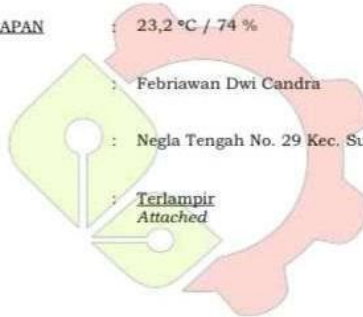 APAN : 23,2 °C / 74 %
: Febriawan Dwi Candra
: Negla Tengah No. 29 Kec. Su
: Terlampir
Attached